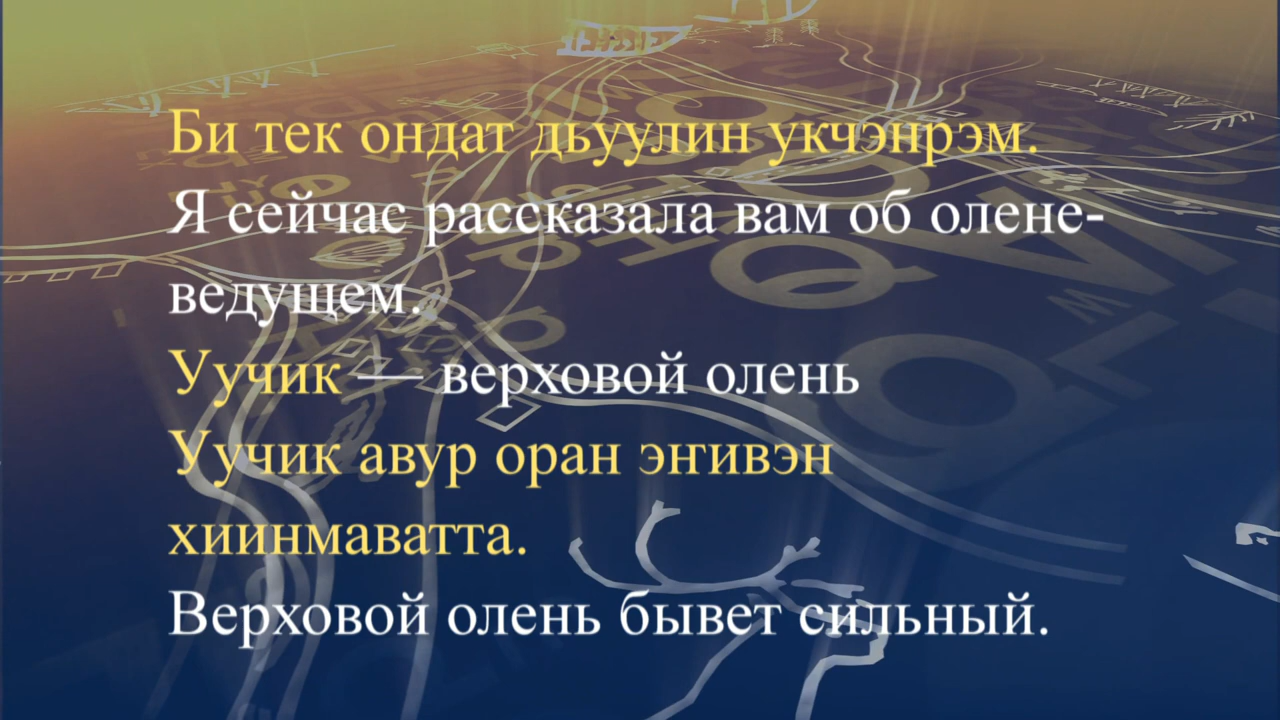 Би тек ондат дьуулин укчэнрэм.
Я сейчас рассказала вам об олене-
ведущем.
Уучик — верховой олень
Уучик авур оран энгивэн
хиинмаватта.
Верховой олень бывет сильный.